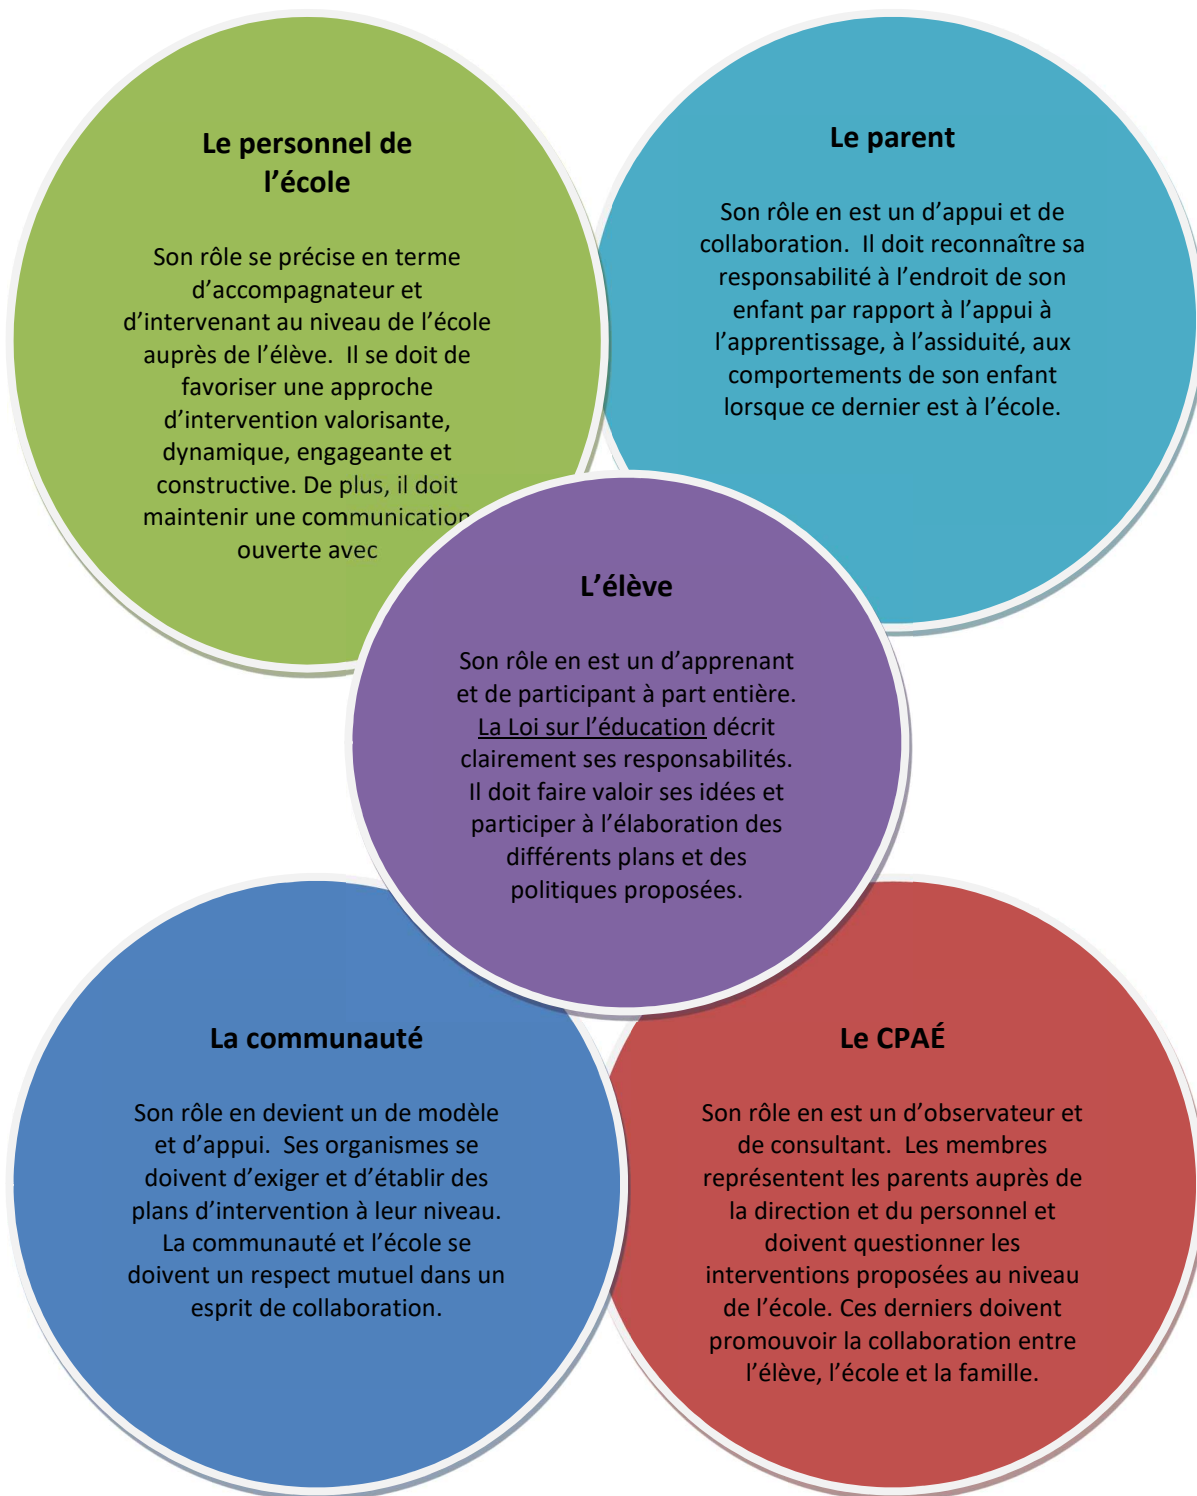 Le personnel de
l’école
Son rôle se précise en terme
d’accompagnateur et
d’intervenant au niveau de l’école
auprès de l’élève.  Il se doit de
favoriser une approche
d’intervention valorisante,
dynamique, engageante et
constructive. De plus, il doit
maintenir une communication
ouverte avec
Le parent
Son rôle en est un d’appui et de
collaboration.  Il doit reconnaître sa
responsabilité à l’endroit de son
enfant par rapport à l’appui à
l’apprentissage, à l’assiduité, aux
comportements de son enfant
lorsque ce dernier est à l’école.
L’élève
Son rôle en est un d’apprenant
et de participant à part entière.
La Loi sur l’éducation décrit
clairement ses responsabilités.
Il doit faire valoir ses idées et
participer à l’élaboration des
différents plans et des
politiques proposées.
La communauté
Son rôle en devient un de modèle
et d’appui.  Ses organismes se
doivent d’exiger et d’établir des
plans d’intervention à leur niveau.
La communauté et l’école se
doivent un respect mutuel dans un
esprit de collaboration.
Le CPAÉ
Son rôle en est un d’observateur et
de consultant.  Les membres
représentent les parents auprès de
la direction et du personnel et
doivent questionner les
interventions proposées au niveau
de l’école. Ces derniers doivent
promouvoir la collaboration entre
l’élève, l’école et la famille.